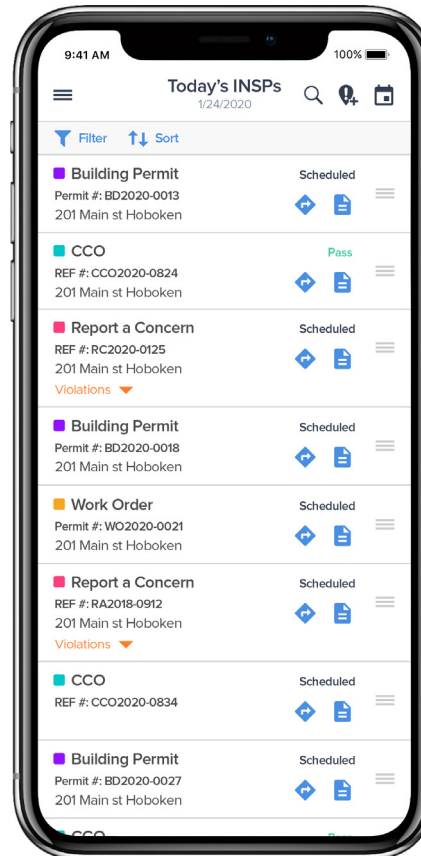 9:41 AM 100%
Today's INSPs
1/24/2020
Filter Sort
Building Permit Scheduled
Permit #: BD2020-0013
201 Main st Hoboken
CCO Pass
REF #: CCO2020-0824
201 Main st Hoboken
Report a Concern Scheduled
REF #: RC2020-0125
201 Main st Hoboken
Violations
Building Permit Scheduled
Permit #: BD2020-0018
201 Main st Hoboken
Work Order Scheduled
Permit #: WO2020-0021
201 Main st Hoboken
Report a Concern Scheduled
REF #: RA2018-0912
201 Main st Hoboken
Violations
CCO Scheduled
REF #: CCO2020-0834
Building Permit Scheduled
Permit #: BD2020-0027
201 Main st Hoboken
CCO Pass